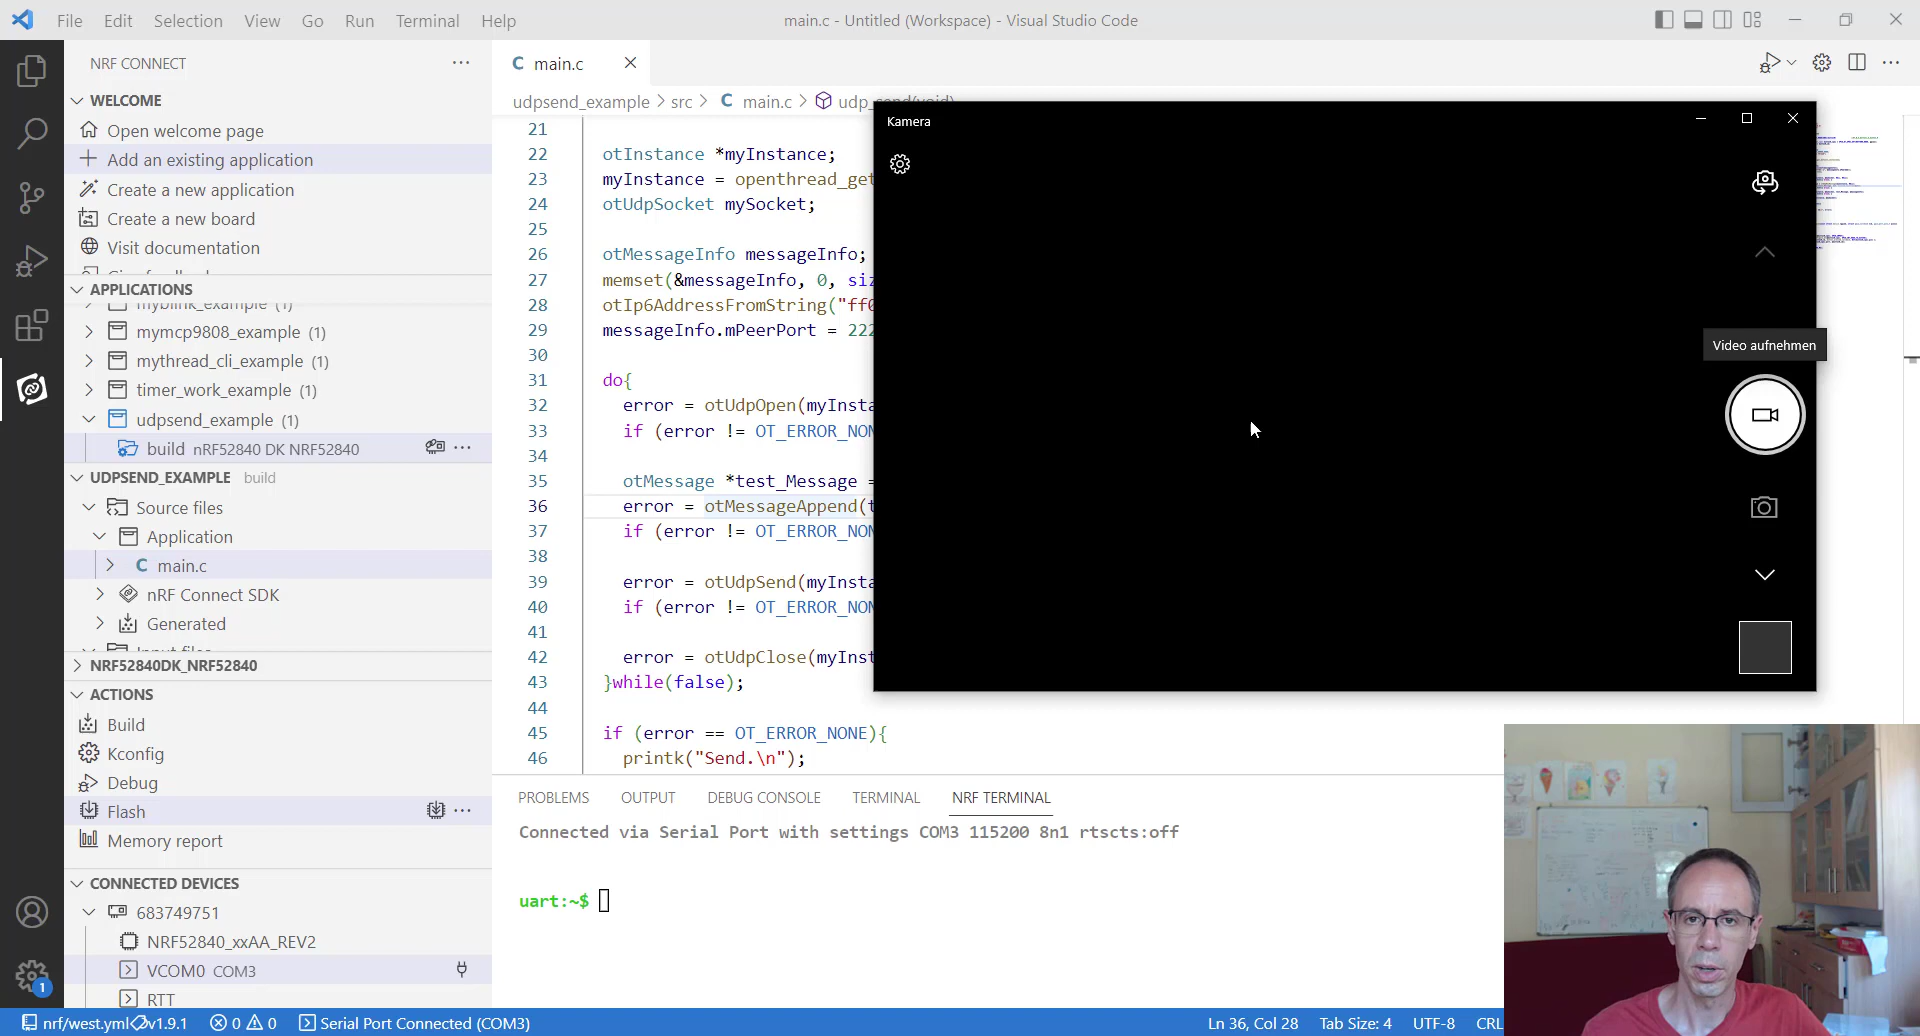 File Edit Selection View Go Run Terminal Help
main.c - Untitled (Workspace) - Visual Studio Code
NRF CONNECT
WELCOME
Open welcome page
Add an existing application
Create a new application
Create a new board
Visit documentation
APPLICATIONS
myblink_example (1)
mymcp9808_example (1)
mythread_cli_example (1)
timer_work_example (1)
udpsend_example (1)
build nRF52840 DK NRF52840
UDPSEND_EXAMPLE build
Source files
Application
C main.c
nRF Connect SDK
Generated
Input files
NRF52840DK_NRF52840
ACTIONS
Build
Kconfig
Debug
Flash
Memory report
CONNECTED DEVICES
683749751
NRF52840_xxAA_REV2
VCOM0 COM3
RTT
1
C main.c
udpsend_example > src > C main.c > udp_send(void)
21
22 otInstance *myInstance;
23 myInstance = openthread_get
24 otUdpSocket mySocket;
25
26 otMessageInfo messageInfo;
27 memset(&messageInfo, 0, siz
28 otIp6AddressFromString("ff0
29 messageInfo.mPeerPort = 222
30
31 do{
32 error = otUdpOpen(myInsta
33 if (error != OT_ERROR_NON
34
35 otMessage *test_Message =
36 error = otMessageAppend(t
37 if (error != OT_ERROR_NON
38
39 error = otUdpSend(myInsta
40 if (error != OT_ERROR_NON
41
42 error = otUdpClose(myInst
43 }while(false);
44
45 if (error == OT_ERROR_NONE){
46 printk("Send.\n");
Kamera
Video aufnehmen
PROBLEMS OUTPUT DEBUG CONSOLE TERMINAL NRF TERMINAL
Connected via Serial Port with settings COM3 115200 8n1 rtscts:off
uart:~$
nrf/west.yml v1.9.1 0 0 Serial Port Connected (COM3) Ln 36, Col 28 Tab Size: 4 UTF-8 CRL